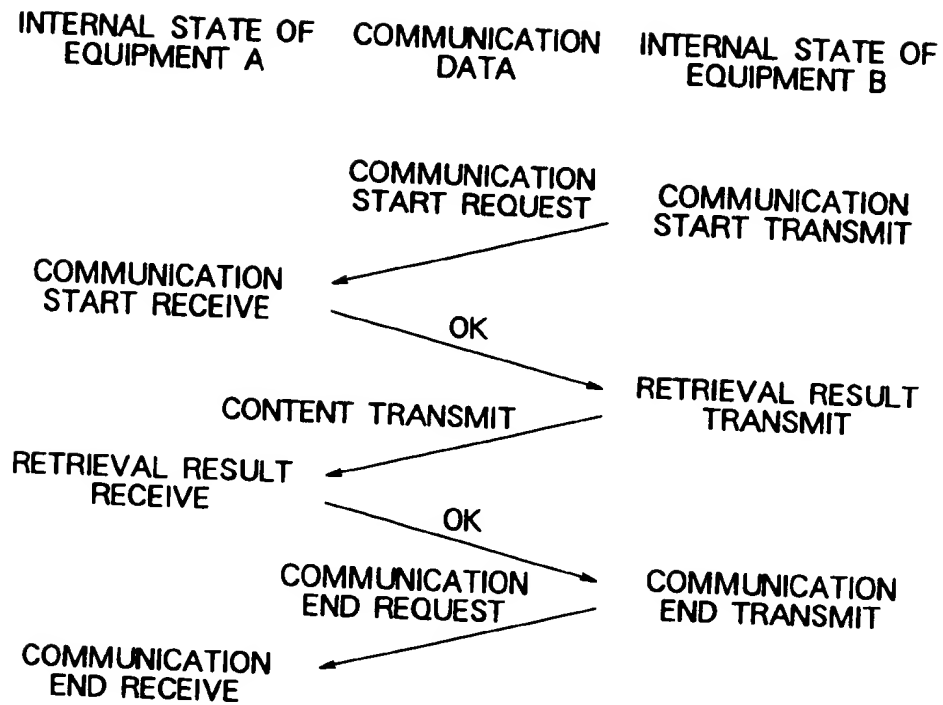 INTERNAL STATE OF
EQUIPMENT A
COMMUNICATION
DATA
INTERNAL STATE OF
EQUIPMENT B
COMMUNICATION
START REQUEST
COMMUNICATION
START TRANSMIT
COMMUNICATION
START RECEIVE
OK
RETRIEVAL RESULT
TRANSMIT
CONTENT TRANSMIT
RETRIEVAL RESULT
RECEIVE
OK
COMMUNICATION
END REQUEST
COMMUNICATION
END TRANSMIT
COMMUNICATION
END RECEIVE